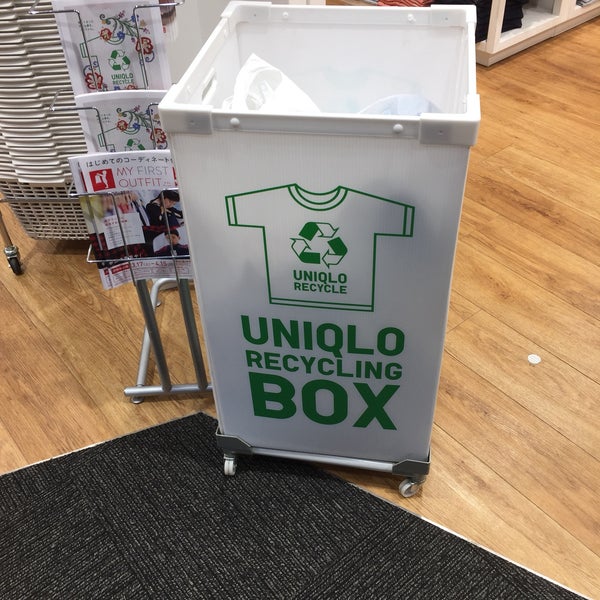 UNIQLO
RECYCLE
はじめてのコーディネート
MY FIRST
OUTFIT
UNIQLO
RECYCLE
UNIQLO
RECYCLING
BOX